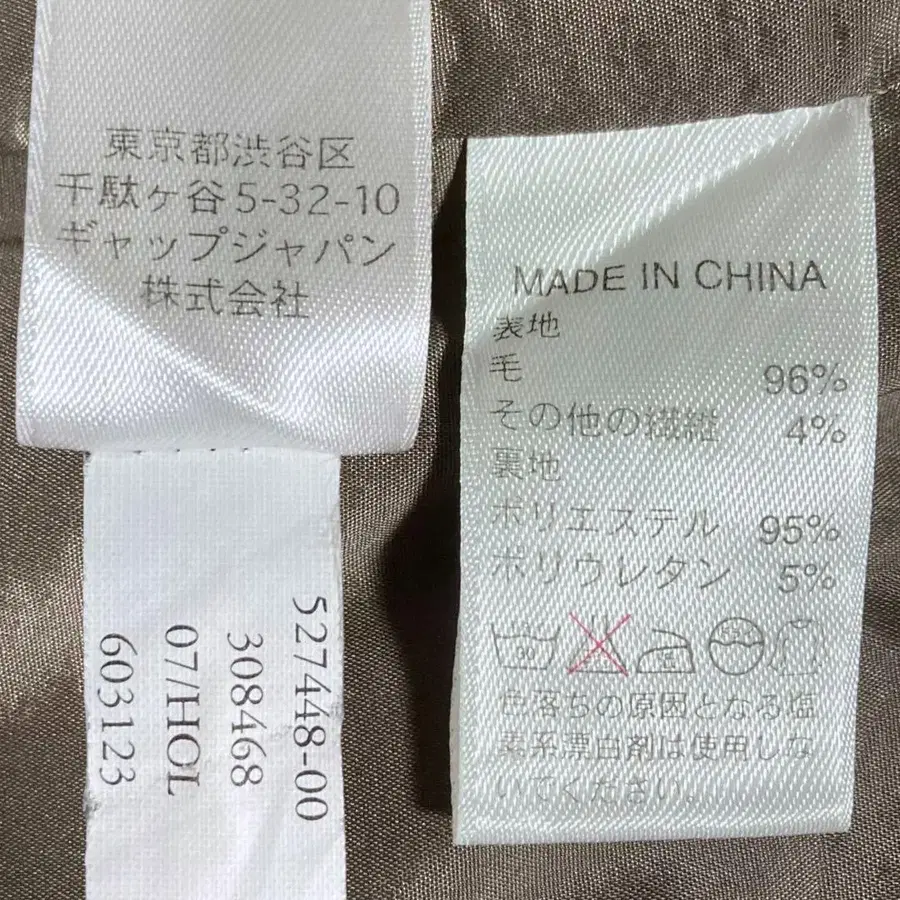 東京都渋谷区
千駄ヶ谷5-32-10
ギャップジャパン
株式会社
527448-00
308468
07/HOL
603123
MADE IN CHINA
表地
毛 96%
その他の繊維 4%
裏地
ポリエステル 95%
ポリウレタン 5%
色落ちの原因となる塩
素系漂白剤は使用しな
いでください。